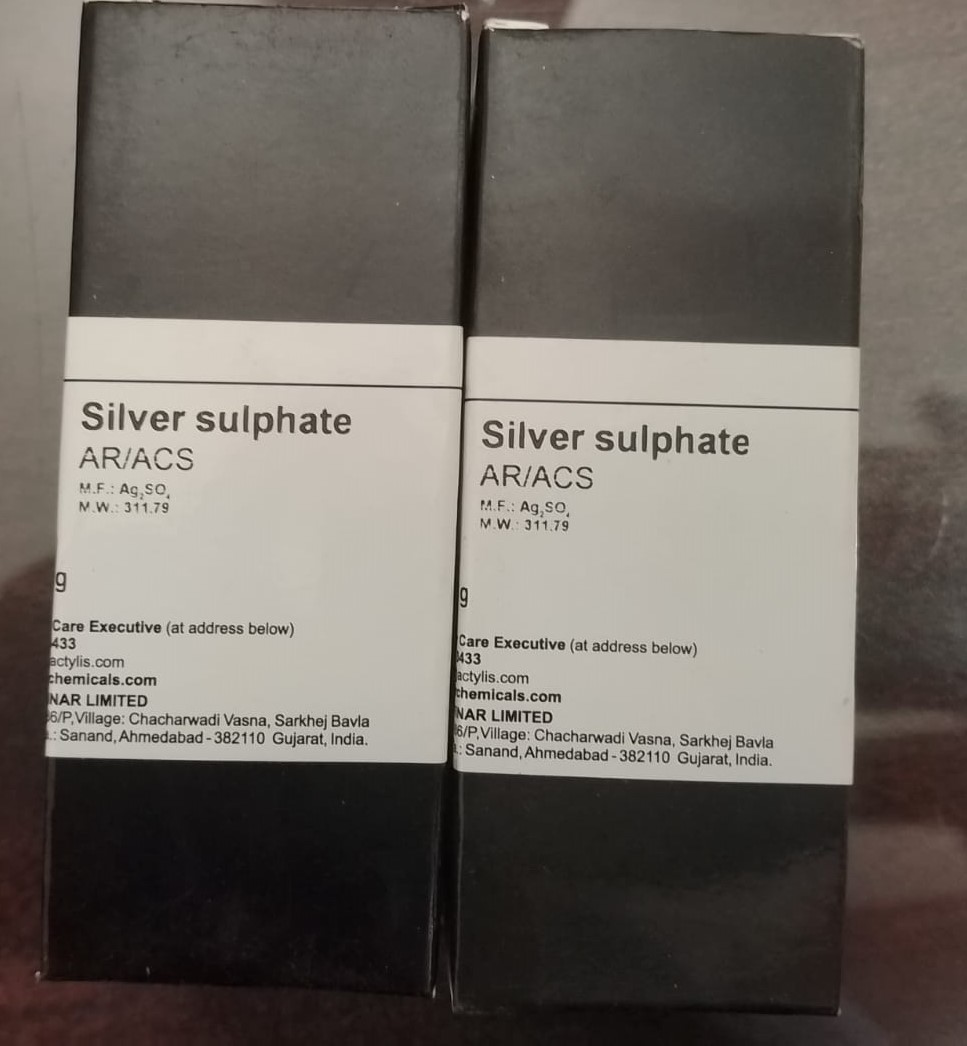 Silver sulphate
AR/ACS
M.F.: Ag₂SO₄
M.W.: 311.79
g
Care Executive (at address below)
433
actylis.com
chemicals.com
NAR LIMITED
6/P,Village: Chacharwadi Vasna, Sarkhej Bavla
.: Sanand, Ahmedabad - 382110 Gujarat, India.
Silver sulphate
AR/ACS
M.F.: Ag₂SO₄
M.W.: 311.79
g
Care Executive (at address below)
433
actylis.com
chemicals.com
NAR LIMITED
6/P,Village: Chacharwadi Vasna, Sarkhej Bavla
.: Sanand, Ahmedabad - 382110 Gujarat, India.